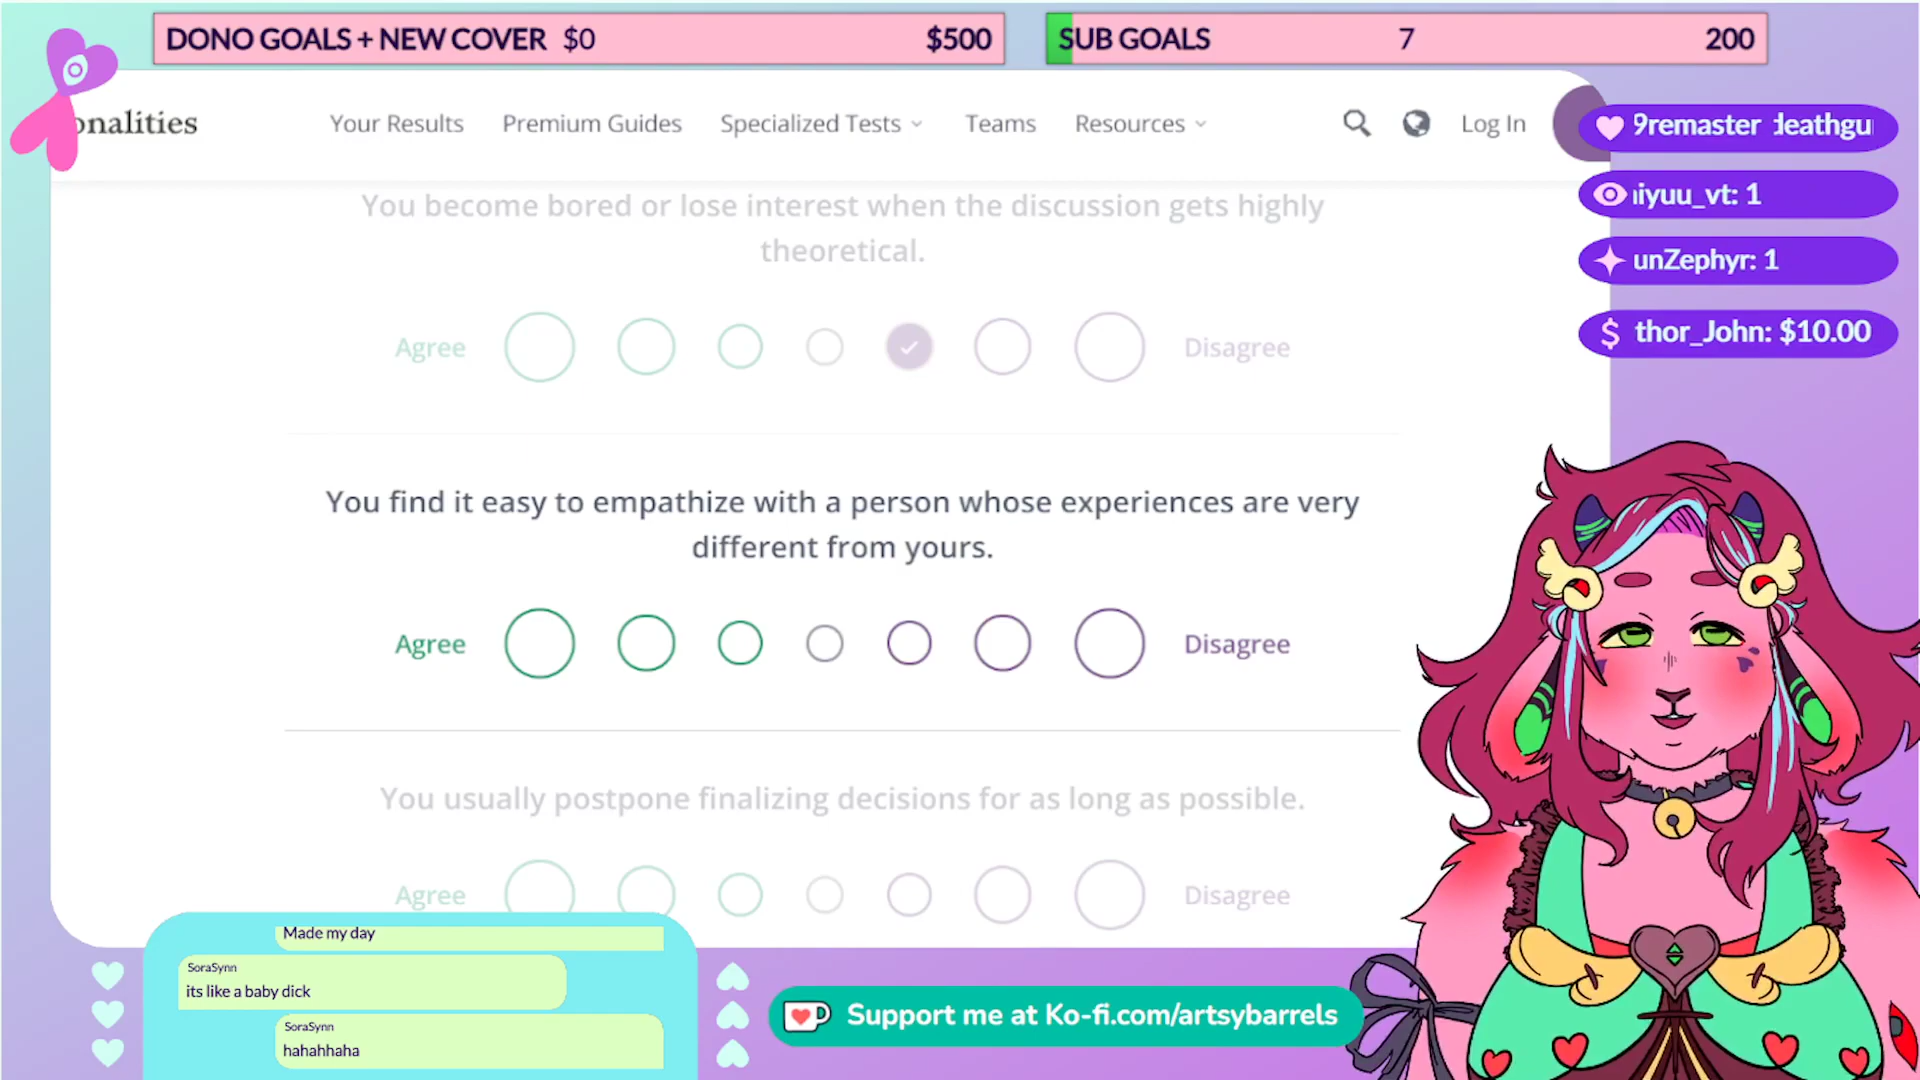 DONO GOALS + NEW COVER $0 $500
SUB GOALS 7 200
onalities Your Results Premium Guides Specialized Tests Teams Resources Log In
9remaster deathgu
iyuu_vt: 1
unZephyr: 1
thor_John: $10.00
You become bored or lose interest when the discussion gets highly
theoretical.
Agree Disagree
You find it easy to empathize with a person whose experiences are very
different from yours.
Agree Disagree
You usually postpone finalizing decisions for as long as possible.
Agree Disagree
Made my day
SoraSynn
its like a baby dick
SoraSynn
hahahhaha
Support me at Ko-fi.com/artsybarrels